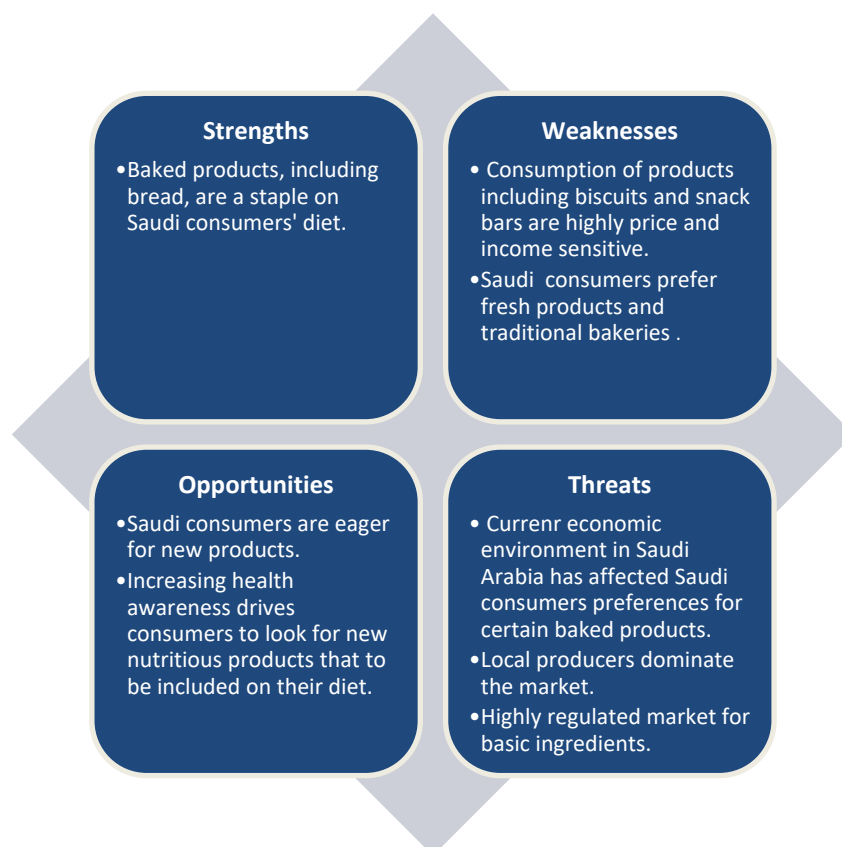 Strengths
•Baked products, including
bread, are a staple on
Saudi consumers' diet.
Weaknesses
• Consumption of products
including biscuits and snack
bars are highly price and
income sensitive.
•Saudi  consumers prefer
fresh products and
traditional bakeries .
Opportunities
•Saudi consumers are eager
for new products.
•Increasing health
awareness drives
consumers to look for new
nutritious products that to
be included on their diet.
Threats
• Currenr economic
environment in Saudi
Arabia has affected Saudi
consumers preferences for
certain baked products.
•Local producers dominate
the market.
•Highly regulated market for
basic ingredients.